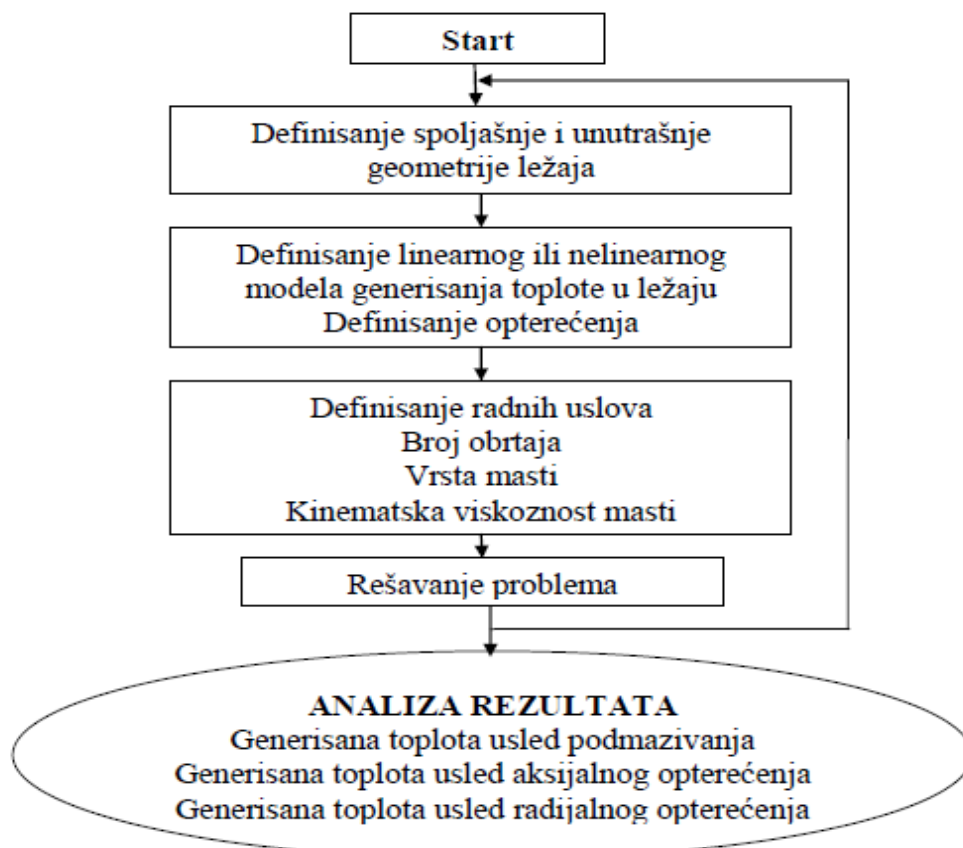 Start
Definisanje spoljašnje i unutrašnje
geometrije ležaja
Definisanje linearnog ili nelinearnog
modela generisanja toplote u ležaju
Definisanje opterećenja
Definisanje radnih uslova
Broj obrtaja
Vrsta masti
Kinematska viskoznost masti
Rešavanje problema
ANALIZA REZULTATA
Generisana toplota usled podmazivanja
Generisana toplota usled aksijalnog opterećenja
Generisana toplota usled radijalnog opterećenja